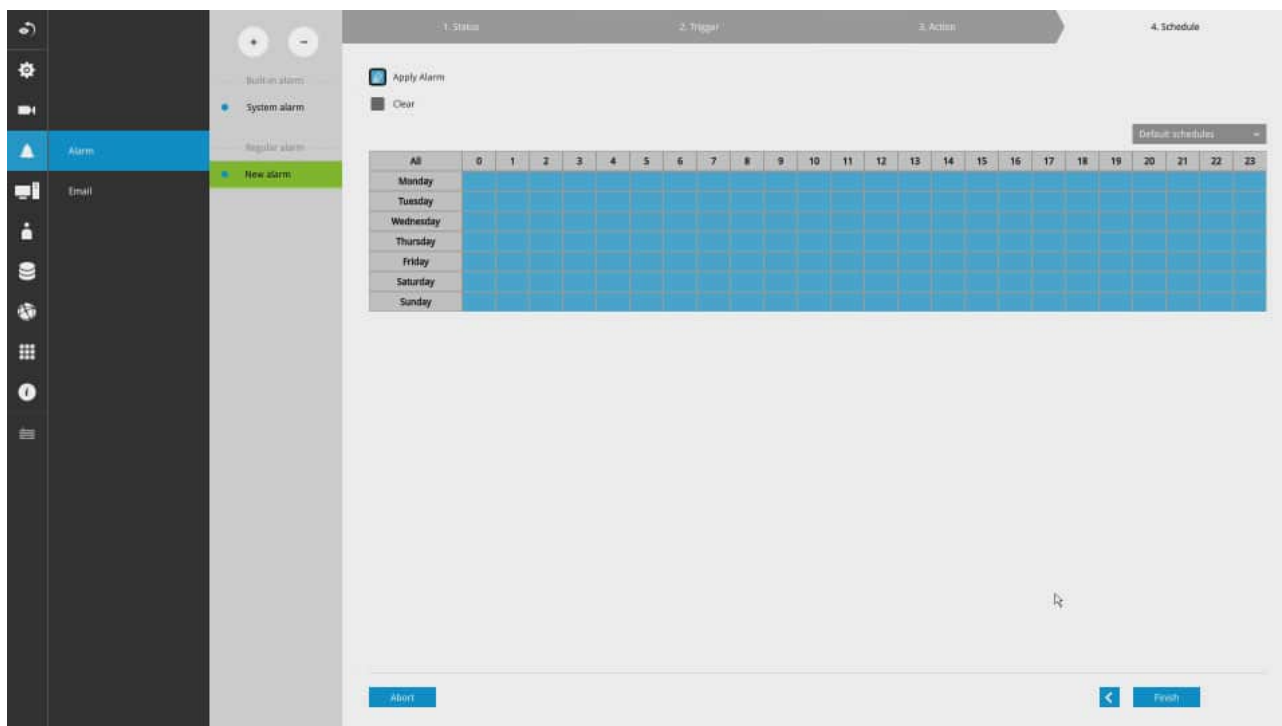 1. Status 2. Trigger 3. Action 4. Schedule
+ -
Built-in alarm
System alarm
Regular alarm
New alarm
Alarm
Email
Apply Alarm
Clear
Default schedules
All 0 1 2 3 4 5 6 7 8 9 10 11 12 13 14 15 16 17 18 19 20 21 22 23
Monday
Tuesday
Wednesday
Thursday
Friday
Saturday
Sunday
Abort < Finish